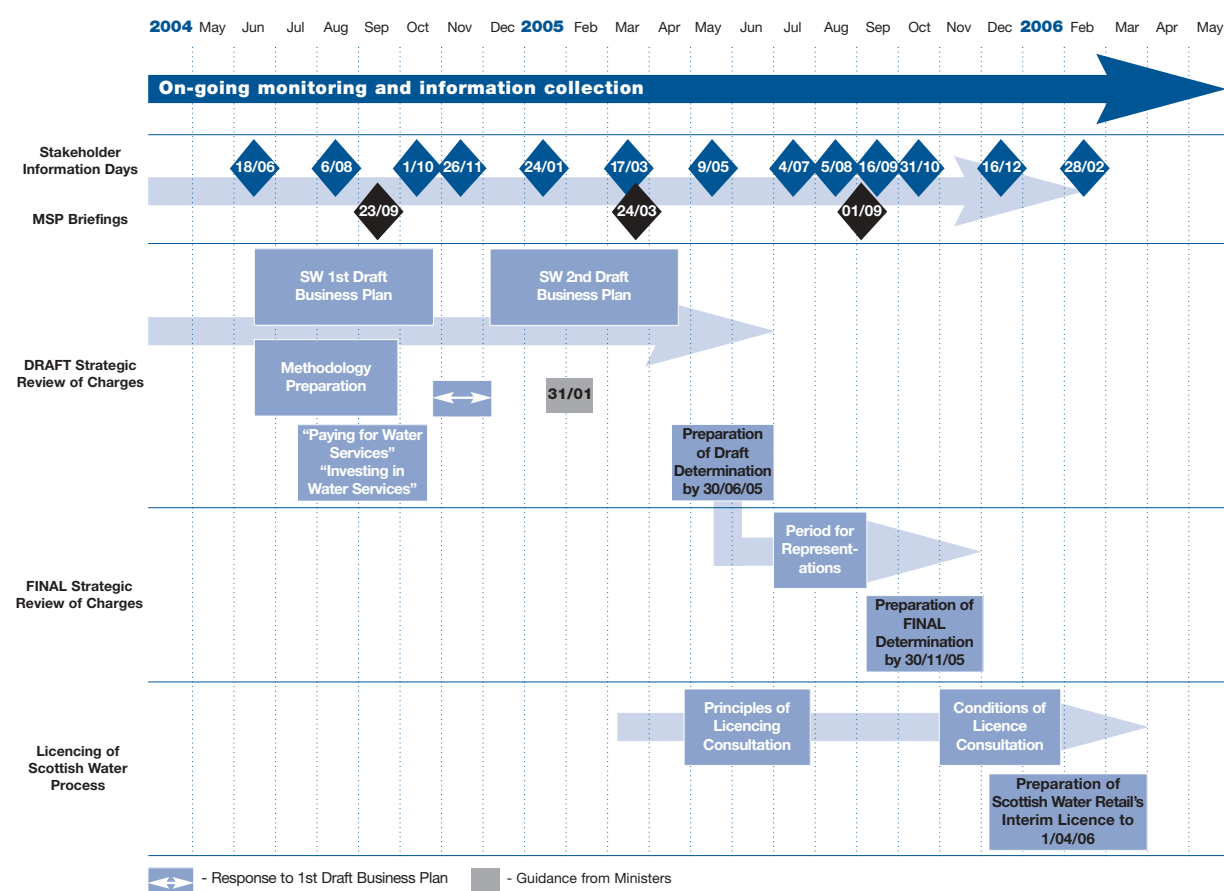 2004 May Jun Jul Aug Sep Oct Nov Dec 2005 Feb Mar Apr May Jun Jul Aug Sep Oct Nov Dec 2006 Feb Mar Apr May
On-going monitoring and information collection
Stakeholder
Information Days
18/06 6/08 1/10 26/11 24/01 17/03 9/05 4/07 5/08 16/09 31/10 16/12 28/02
MSP Briefings
23/09 24/03 01/09
DRAFT Strategic
Review of Charges
SW 1st Draft
Business Plan
SW 2nd Draft
Business Plan
Methodology
Preparation
31/01
“Paying for Water
Services”
“Investing in
Water Services”
Preparation
of Draft
Determination
by 30/06/05
FINAL Strategic
Review of Charges
Period for
Represent-
ations
Preparation of
FINAL
Determination
by 30/11/05
Licencing of
Scottish Water
Process
Principles of
Licencing
Consultation
Conditions of
Licence
Consultation
Preparation of
Scottish Water Retail’s
Interim Licence to
1/04/06
- Response to 1st Draft Business Plan
- Guidance from Ministers